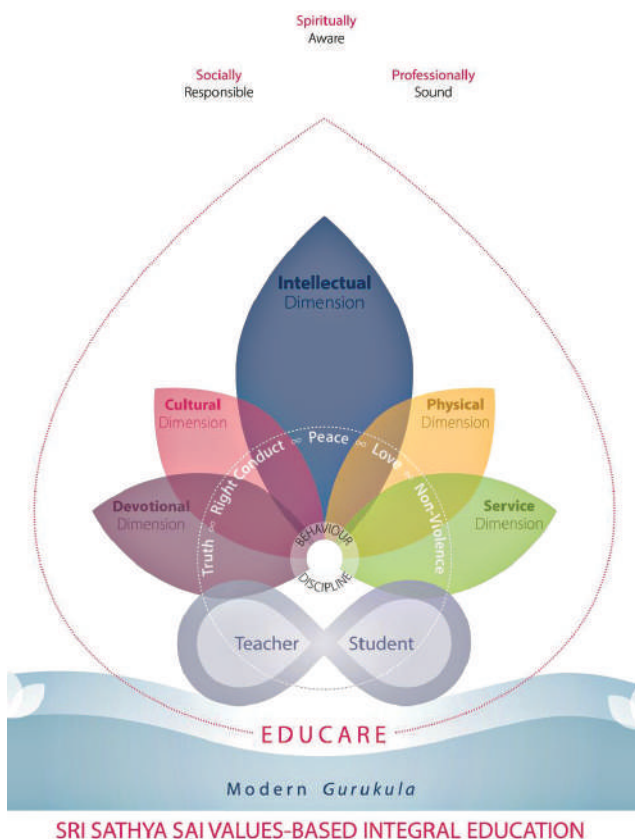 Spiritually
Aware
Socially
Responsible
Professionally
Sound
Intellectual
Dimension
Cultural
Dimension
Physical
Dimension
Devotional
Dimension
Service
Dimension
Truth ∞ Right Conduct ∞ Peace ∞ Love ∞ Non-Violence
BEHAVIOUR
DISCIPLINE
Teacher
Student
EDUCARE
Modern Gurukula
SRI SATHYA SAI VALUES-BASED INTEGRAL EDUCATION